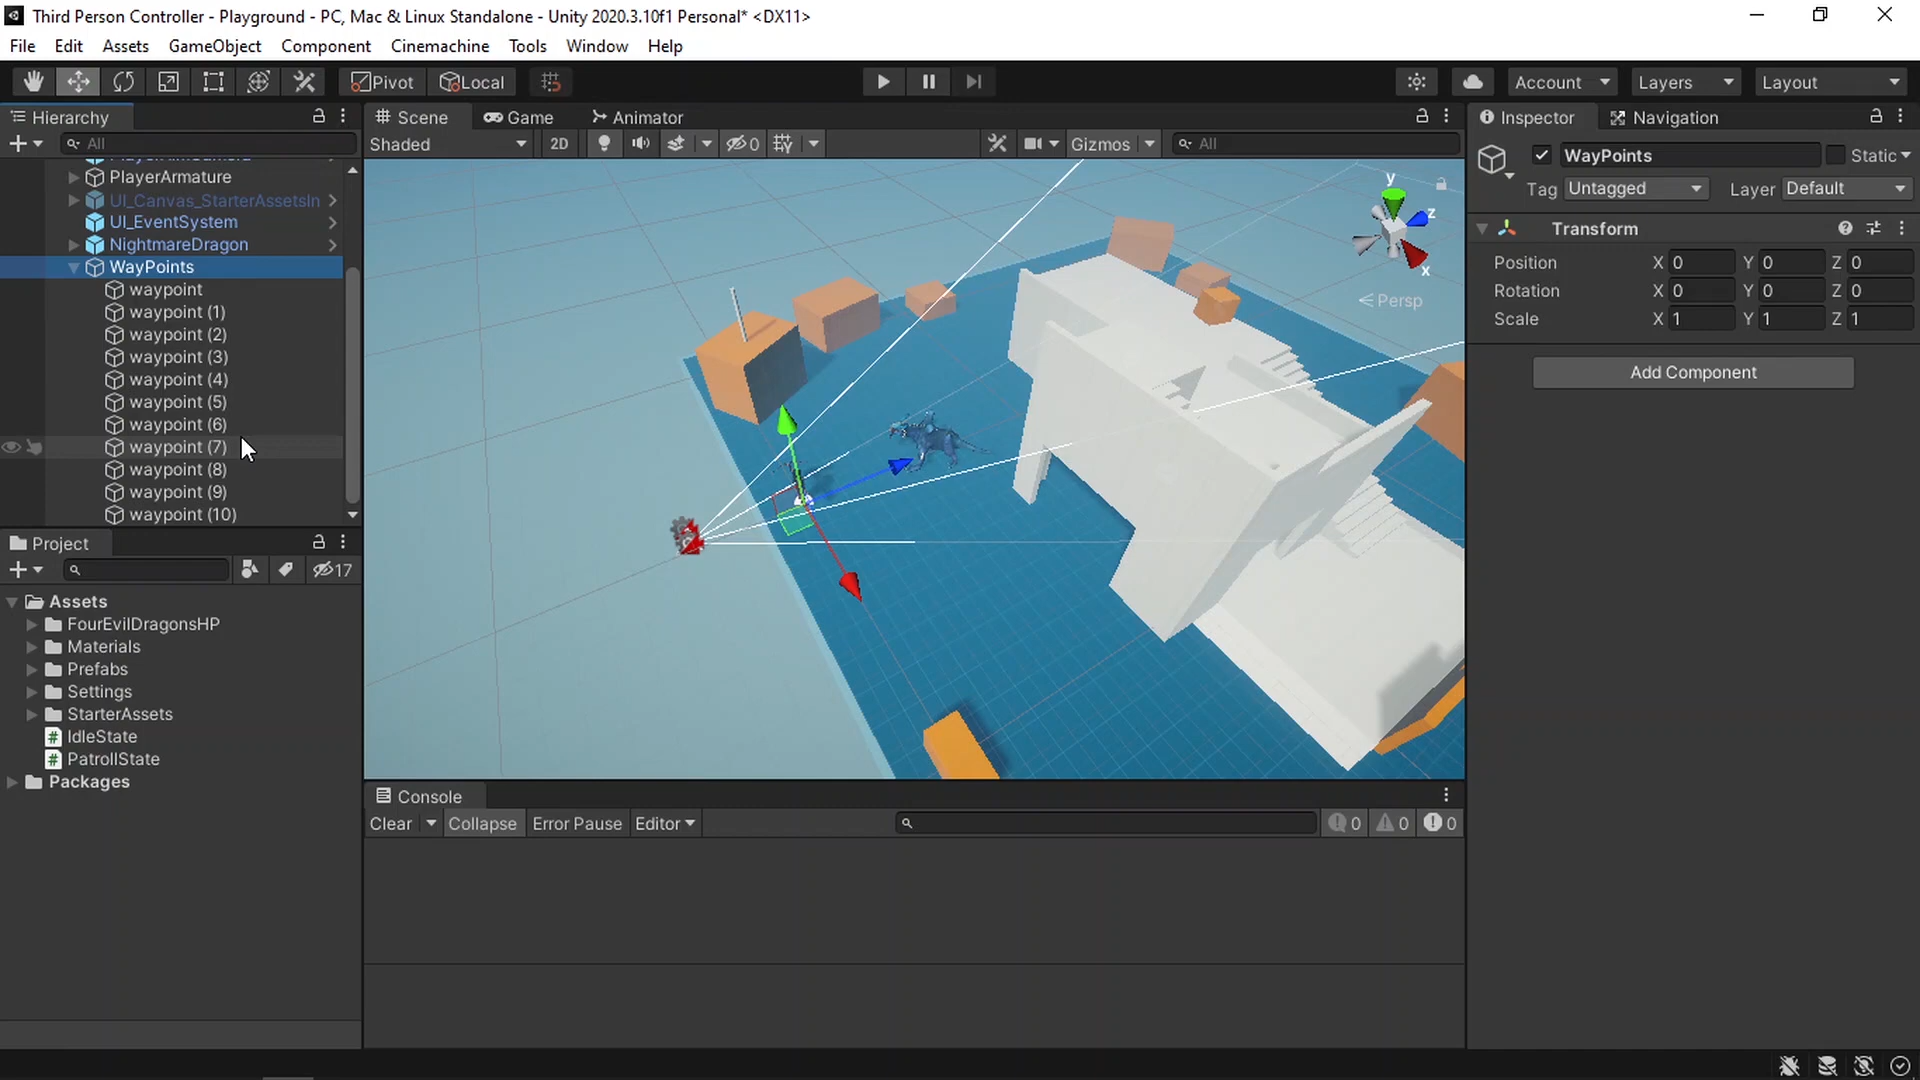 Third Person Controller - Playground - PC, Mac & Linux Standalone - Unity 2020.3.10f1 Personal* <DX11>
File Edit Assets GameObject Component Cinemachine Tools Window Help
Pivot Local Account Layers Layout
Hierarchy
All
PlayerArmature
UI_Canvas_StarterAssetsIn
UI_EventSystem
NightmareDragon
WayPoints
waypoint
waypoint (1)
waypoint (2)
waypoint (3)
waypoint (4)
waypoint (5)
waypoint (6)
waypoint (7)
waypoint (8)
waypoint (9)
waypoint (10)
Project
17
Assets
FourEvilDragonsHP
Materials
Prefabs
Settings
StarterAssets
IdleState
PatrollState
Packages
Scene Game Animator
Shaded 2D 0 Gizmos All
y
z
x
Persp
Console
Clear Collapse Error Pause Editor 0 0 0
Inspector Navigation
WayPoints Static
Tag Untagged Layer Default
Transform
Position X 0 Y 0 Z 0
Rotation X 0 Y 0 Z 0
Scale X 1 Y 1 Z 1
Add Component